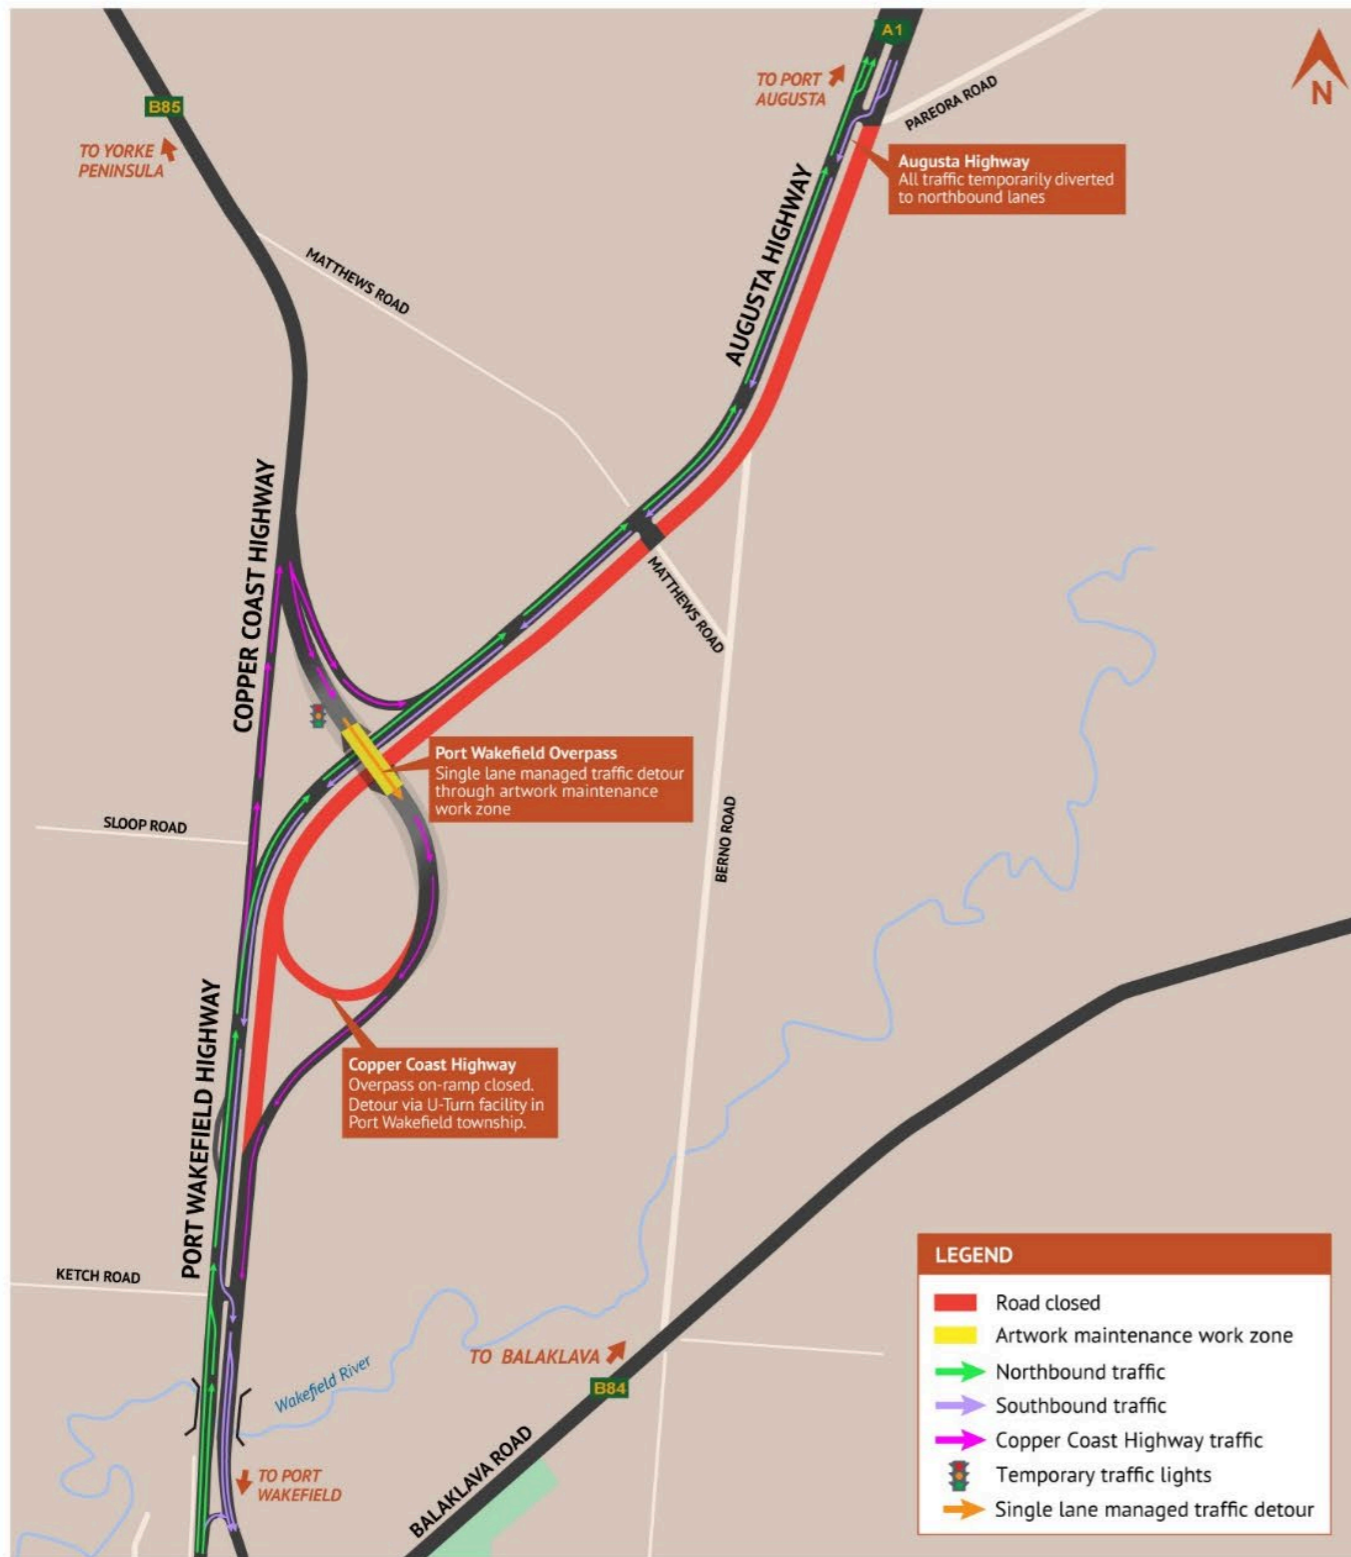 A1
TO PORT
AUGUSTA
PAREORA ROAD
N
B85
TO YORKE
PENINSULA
Augusta Highway
All traffic temporarily diverted
to northbound lanes
AUGUSTA HIGHWAY
MATTHEWS ROAD
COPPER COAST HIGHWAY
MATTHEWS ROAD
Port Wakefield Overpass
Single lane managed traffic detour
through artwork maintenance
work zone
SLOOP ROAD
BERNO ROAD
PORT WAKEFIELD HIGHWAY
Copper Coast Highway
Overpass on-ramp closed.
Detour via U-Turn facility in
Port Wakefield township.
KETCH ROAD
Wakefield River
TO BALAKLAVA
B84
TO PORT
WAKEFIELD
BALAKLAVA ROAD
LEGEND
Road closed
Artwork maintenance work zone
Northbound traffic
Southbound traffic
Copper Coast Highway traffic
Temporary traffic lights
Single lane managed traffic detour